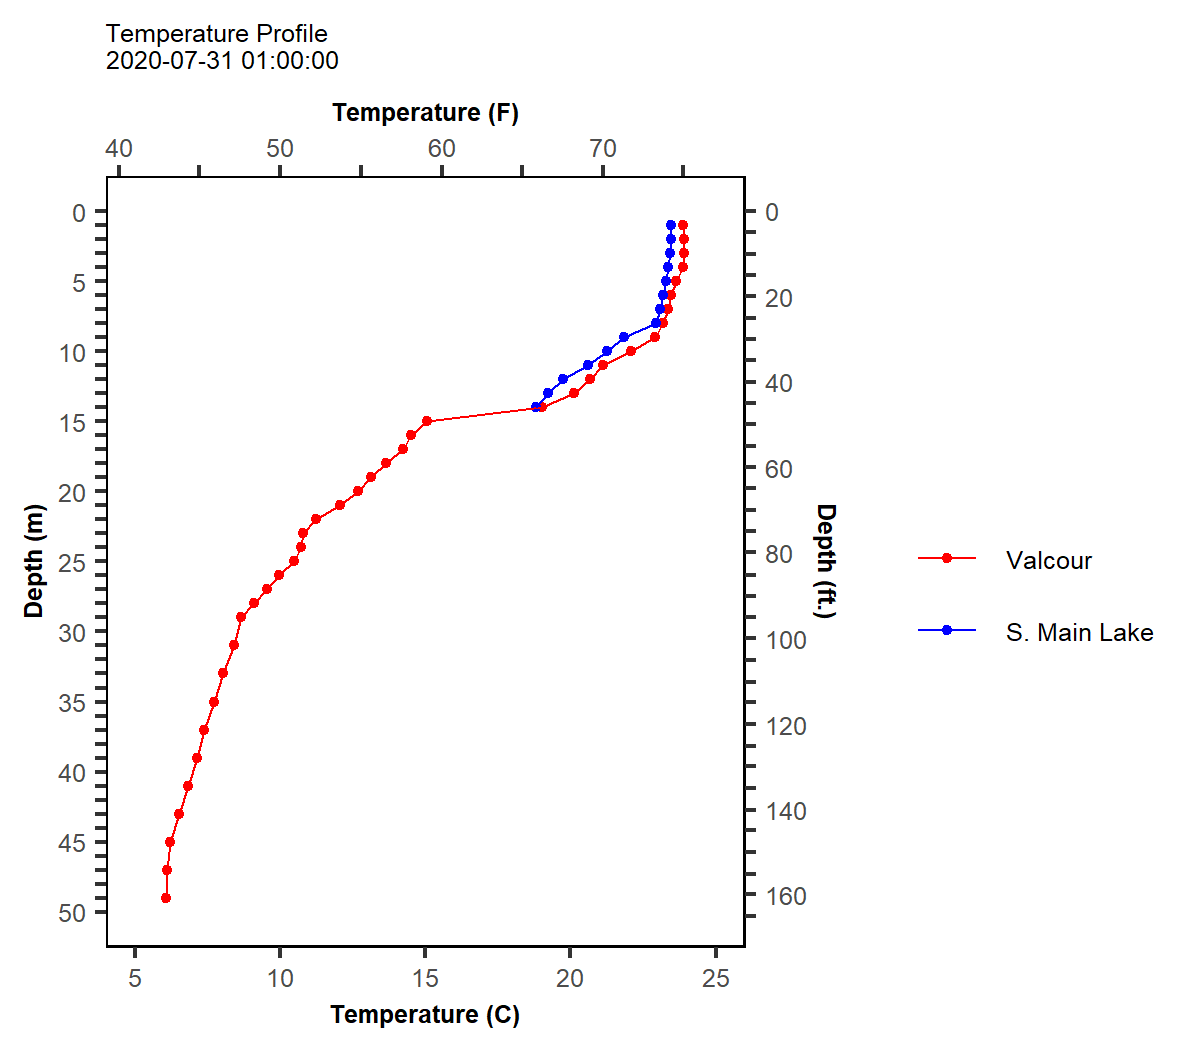 Temperature Profile
2020-07-31 01:00:00
Temperature (F)
40 50 60 70
0 0
5
10
15
20
25
30
35
40
45
50
20
40
60
80
100
120
140
160
Depth (m)
Depth (ft.)
Valcour
S. Main Lake
5 10 15 20 25
Temperature (C)